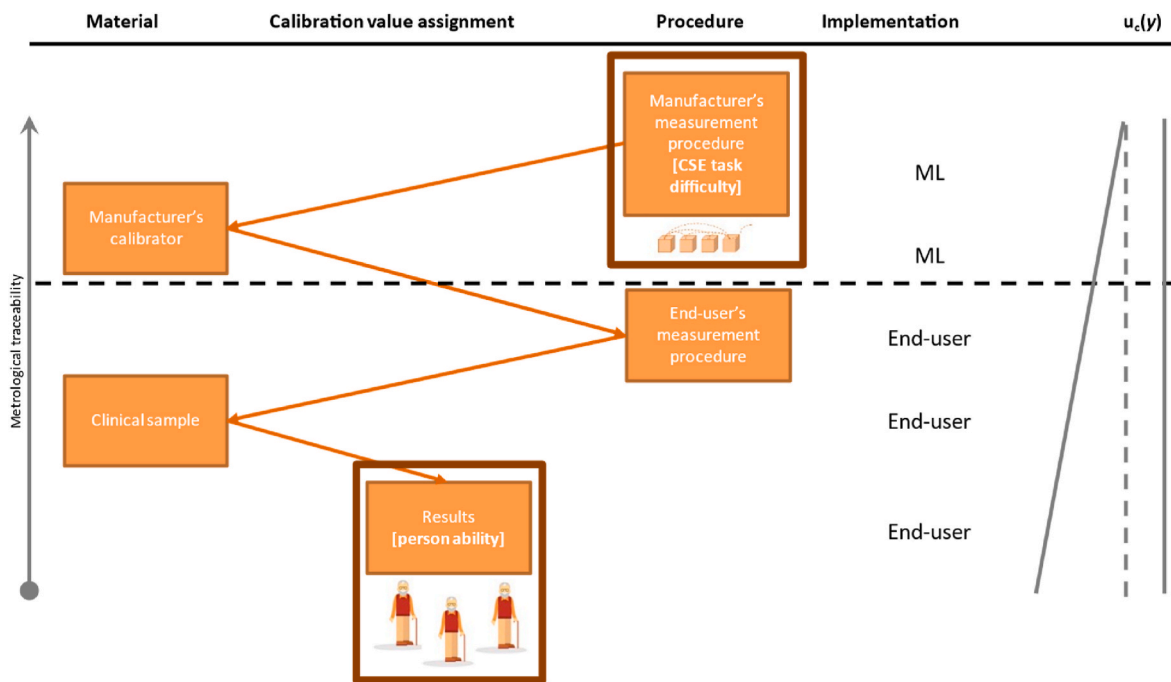 Material
Calibration value assignment
Procedure
Implementation
u_c(y)
Manufacturer's
measurement
procedure
[CSE task
difficulty]
ML
Manufacturer's
calibrator
ML
End-user's
measurement
procedure
End-user
Clinical sample
End-user
Results
[person ability]
End-user
Metrological traceability